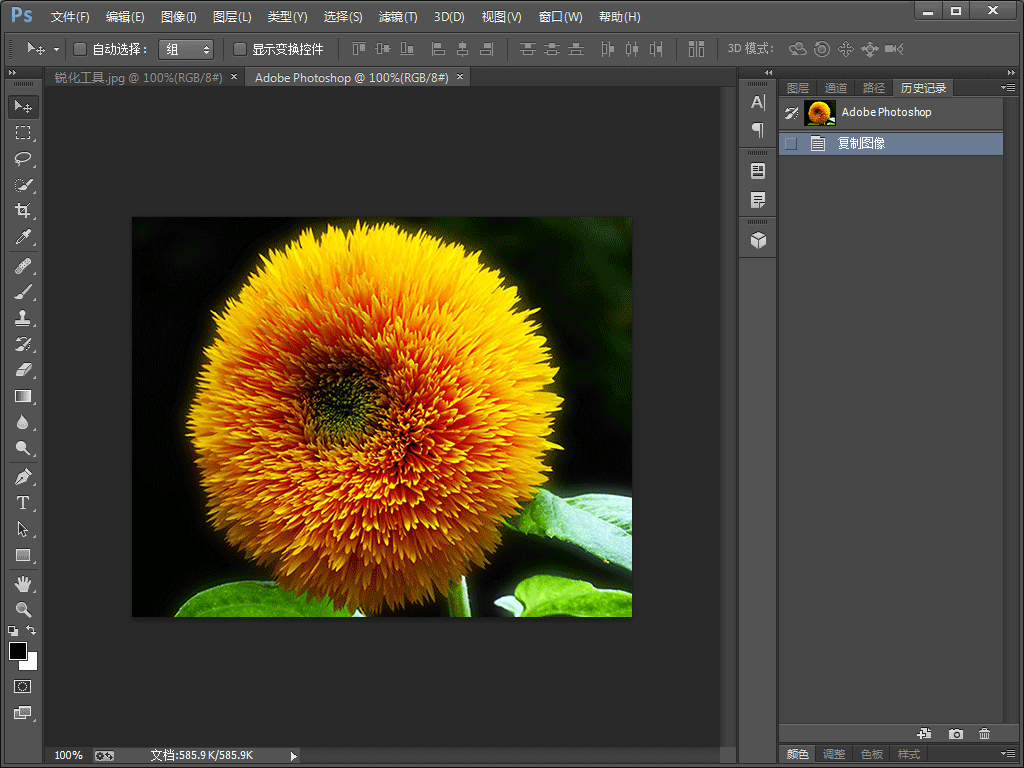 Ps 文件(F) 编辑(E) 图像(I) 图层(L) 类型(Y) 选择(S) 滤镜(T) 3D(D) 视图(V) 窗口(W) 帮助(H)
自动选择： 组 显示变换控件 3D 模式：
锐化工具.jpg @ 100%(RGB/8#) × Adobe Photoshop @ 100%(RGB/8#) ×
图层 通道 路径 历史记录
Adobe Photoshop
复制图像
100% 文档:585.9K/585.9K
颜色 调整 色板 样式